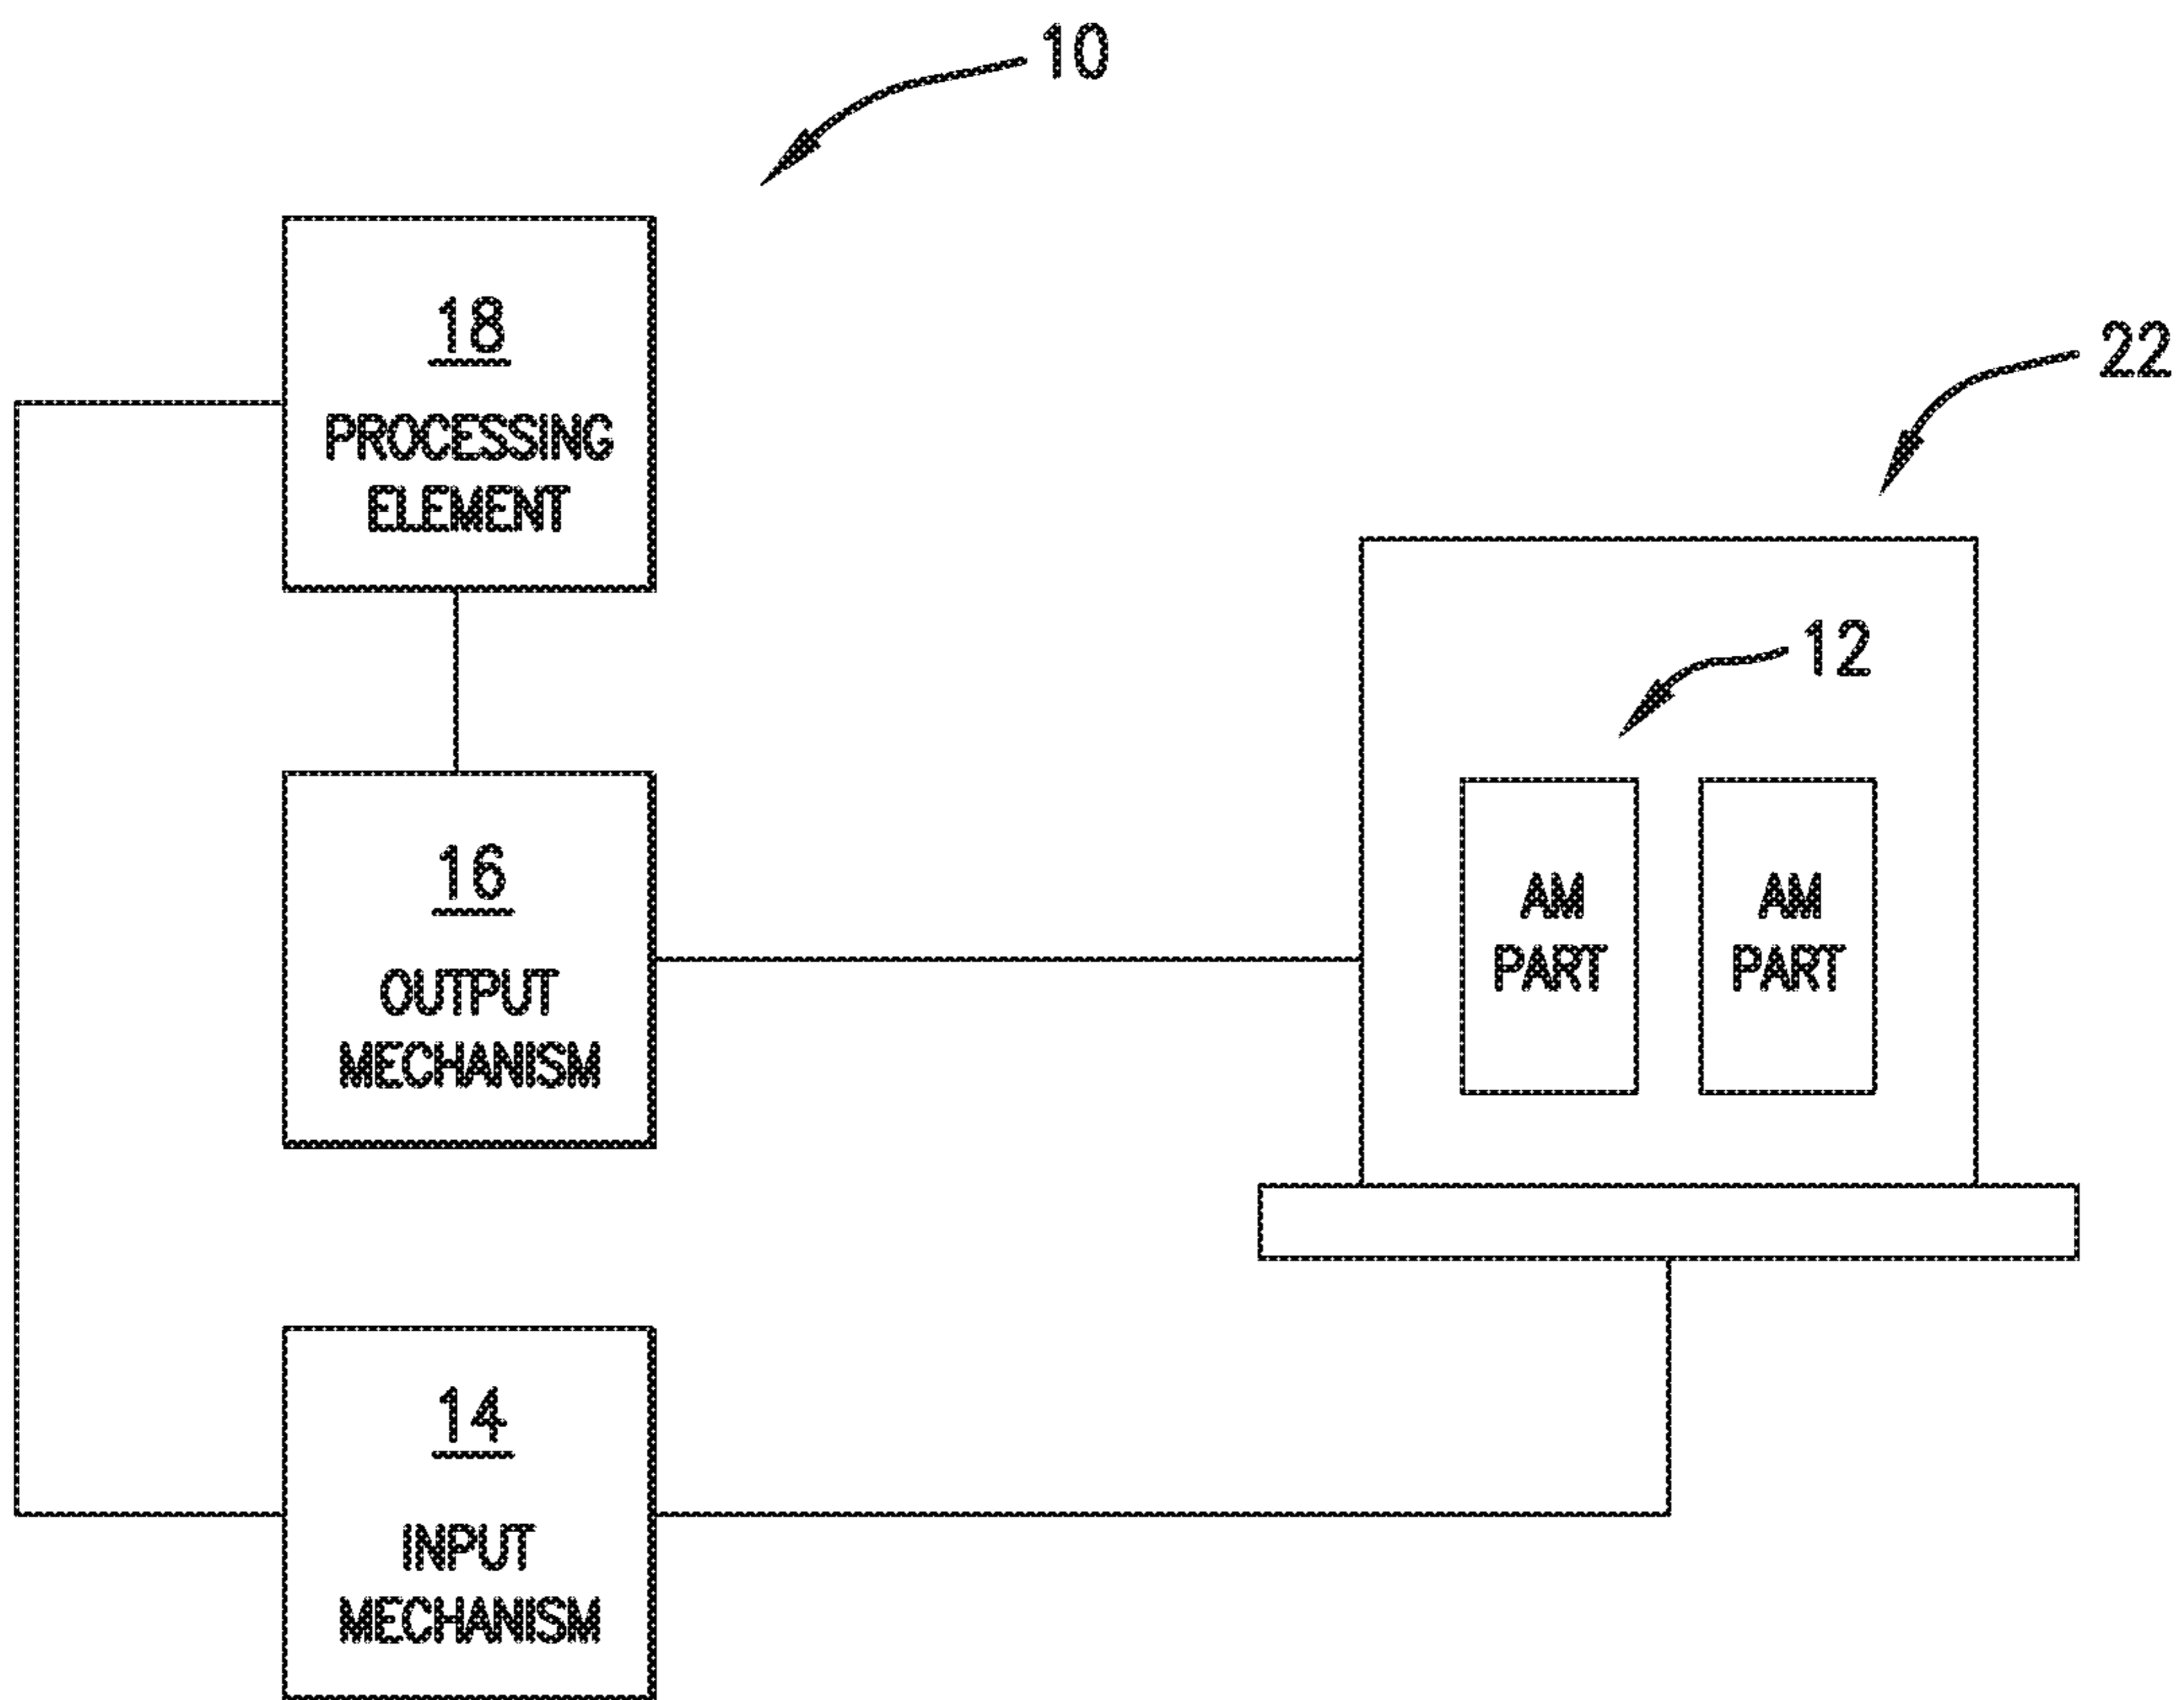 10
18
PROCESSING
ELEMENT
22
12
16
OUTPUT
MECHANISM
AM
PART
AM
PART
14
INPUT
MECHANISM